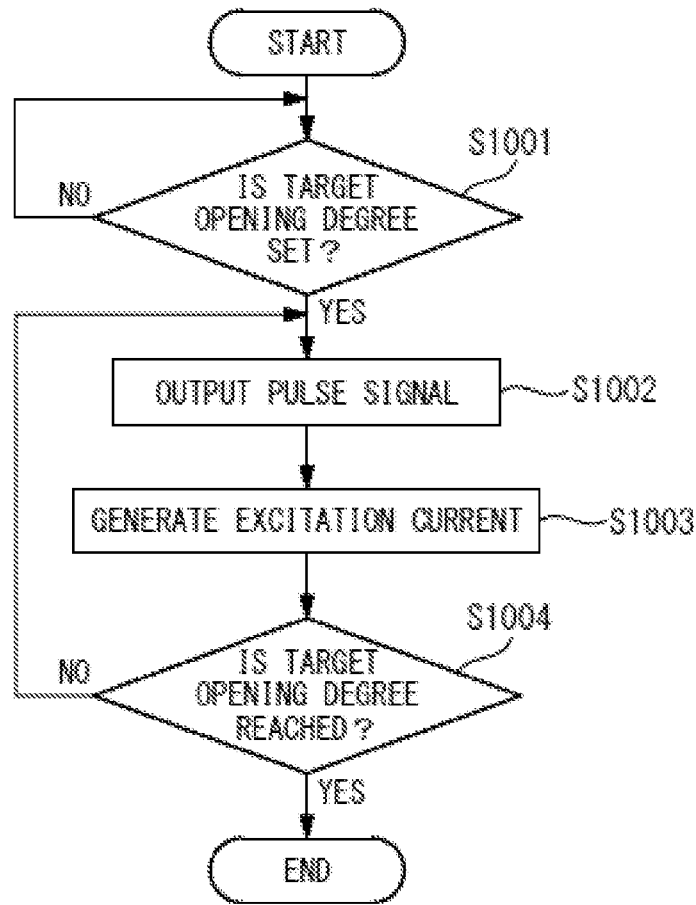 START
S1001
IS TARGET
OPENING DEGREE
SET?
NO
YES
OUTPUT PULSE SIGNAL
S1002
GENERATE EXCITATION CURRENT
S1003
S1004
IS TARGET
OPENING DEGREE
REACHED?
NO
YES
END